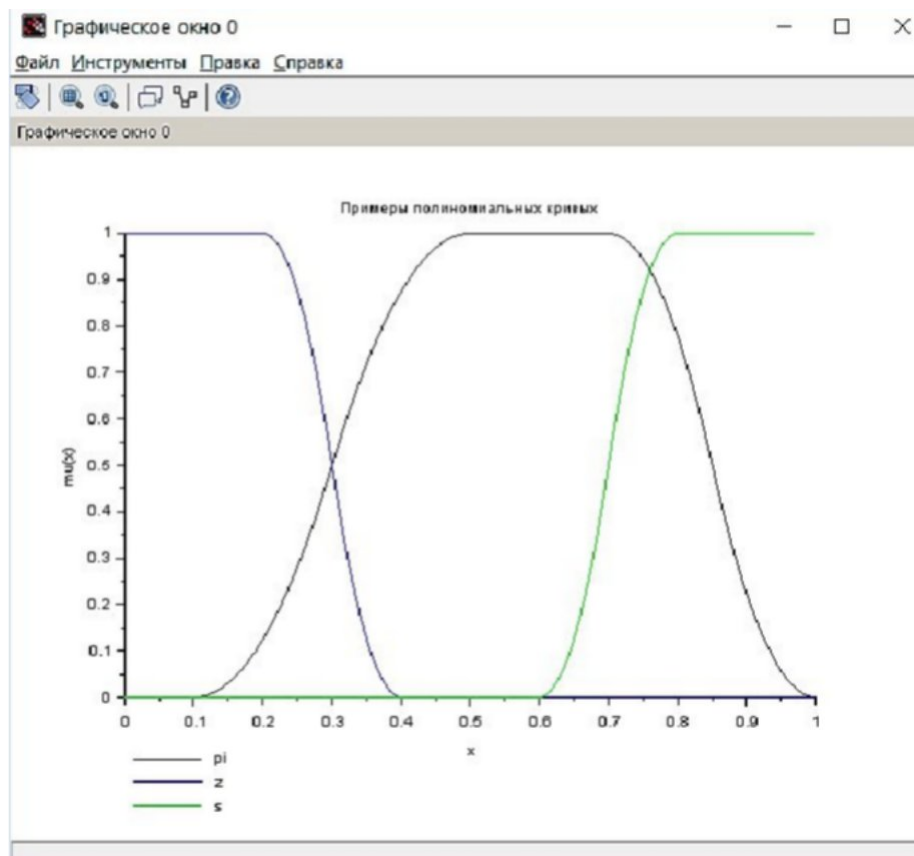 Графическое окно 0
Файл Инструменты Правка Справка
Графическое окно 0
Примеры полиномиальных кривых
1
0.9
0.8
0.7
0.6
0.5
0.4
0.3
0.2
0.1
0
mu(x)
0 0.1 0.2 0.3 0.4 0.5 0.6 0.7 0.8 0.9 1
x
pi
z
s